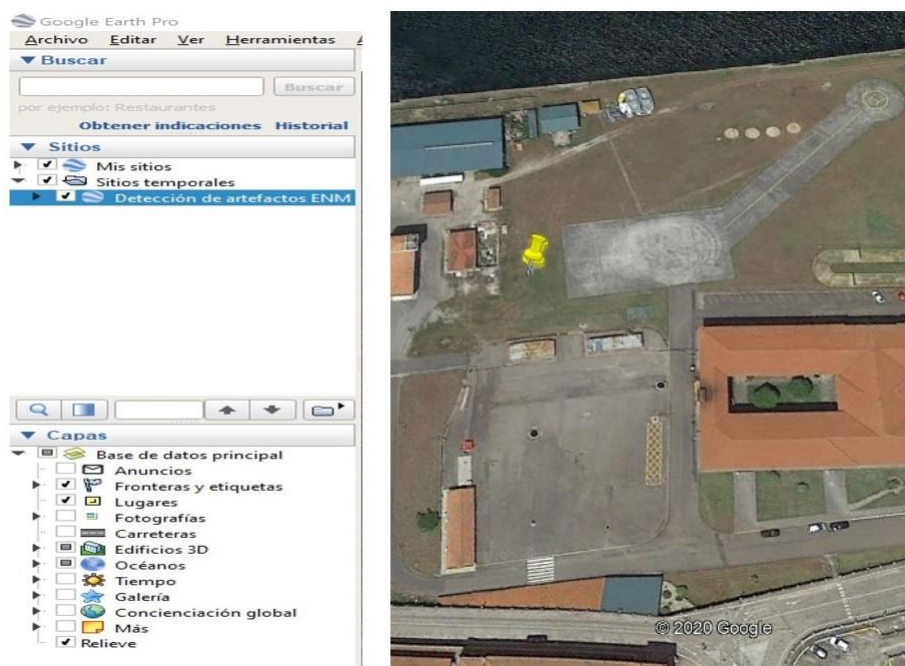 Google Earth Pro
Archivo Editar Ver Herramientas
Buscar
Buscar
por ejemplo: Restaurantes
Obtener indicaciones Historial
Sitios
Mis sitios
Sitios temporales
Detección de artefactos ENM
Capas
Base de datos principal
Anuncios
Fronteras y etiquetas
Lugares
Fotografías
Carreteras
Edificios 3D
Océanos
Tiempo
Galería
Concienciación global
Más
Relieve
© 2020 Google